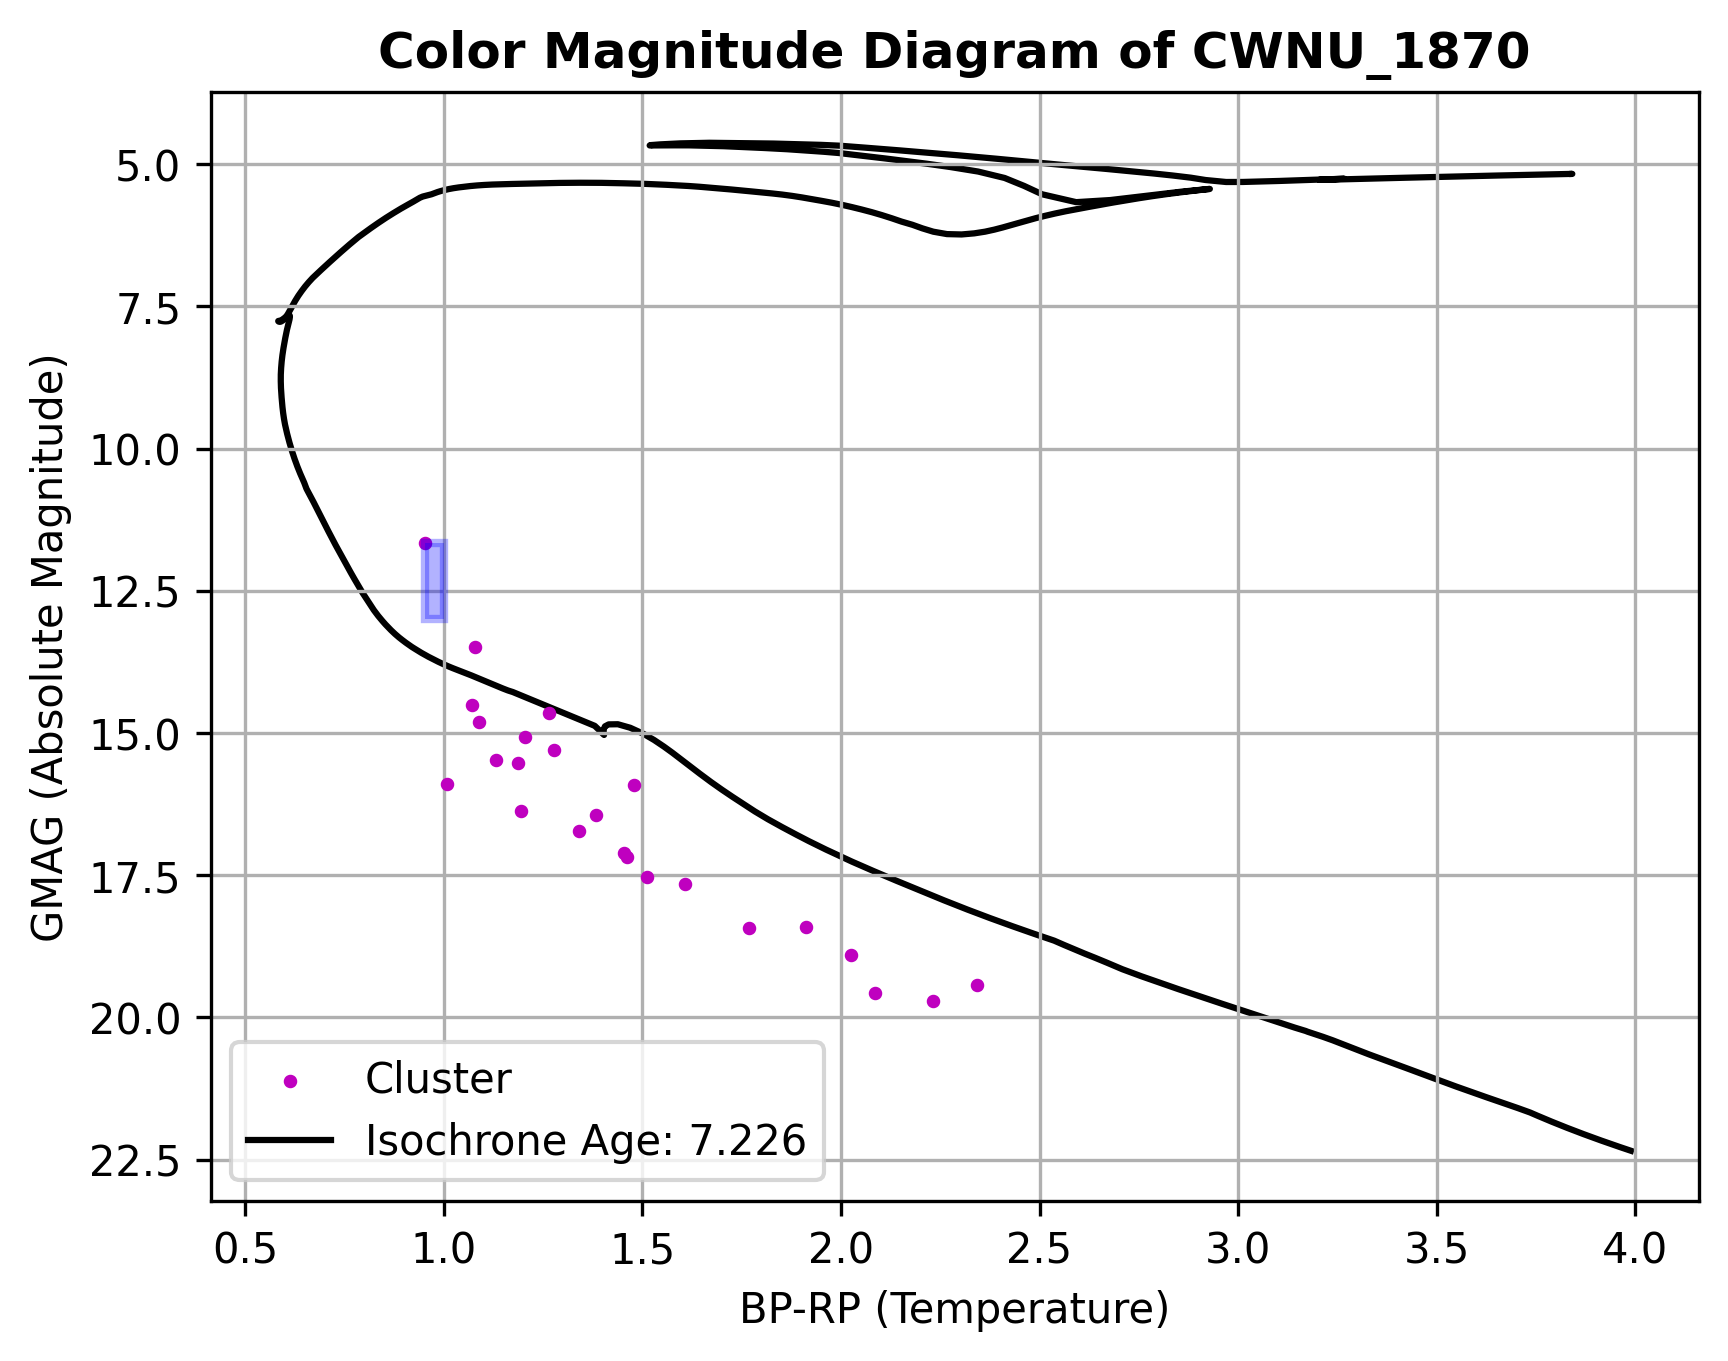 Color Magnitude Diagram of CWNU_1870
GMAG (Absolute Magnitude)
5.0
7.5
10.0
12.5
15.0
17.5
20.0
22.5
Cluster
Isochrone Age: 7.226
0.5 1.0 1.5 2.0 2.5 3.0 3.5 4.0
BP-RP (Temperature)